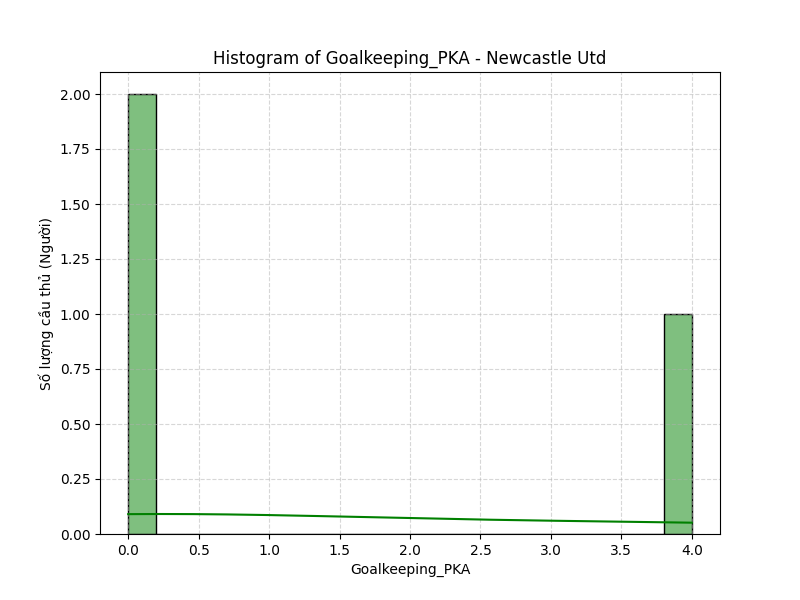 Histogram of Goalkeeping_PKA - Newcastle Utd
2.00
1.75
1.50
1.25
1.00
0.75
0.50
0.25
0.00
Số lượng cầu thủ (Người)
0.0 0.5 1.0 1.5 2.0 2.5 3.0 3.5 4.0
Goalkeeping_PKA